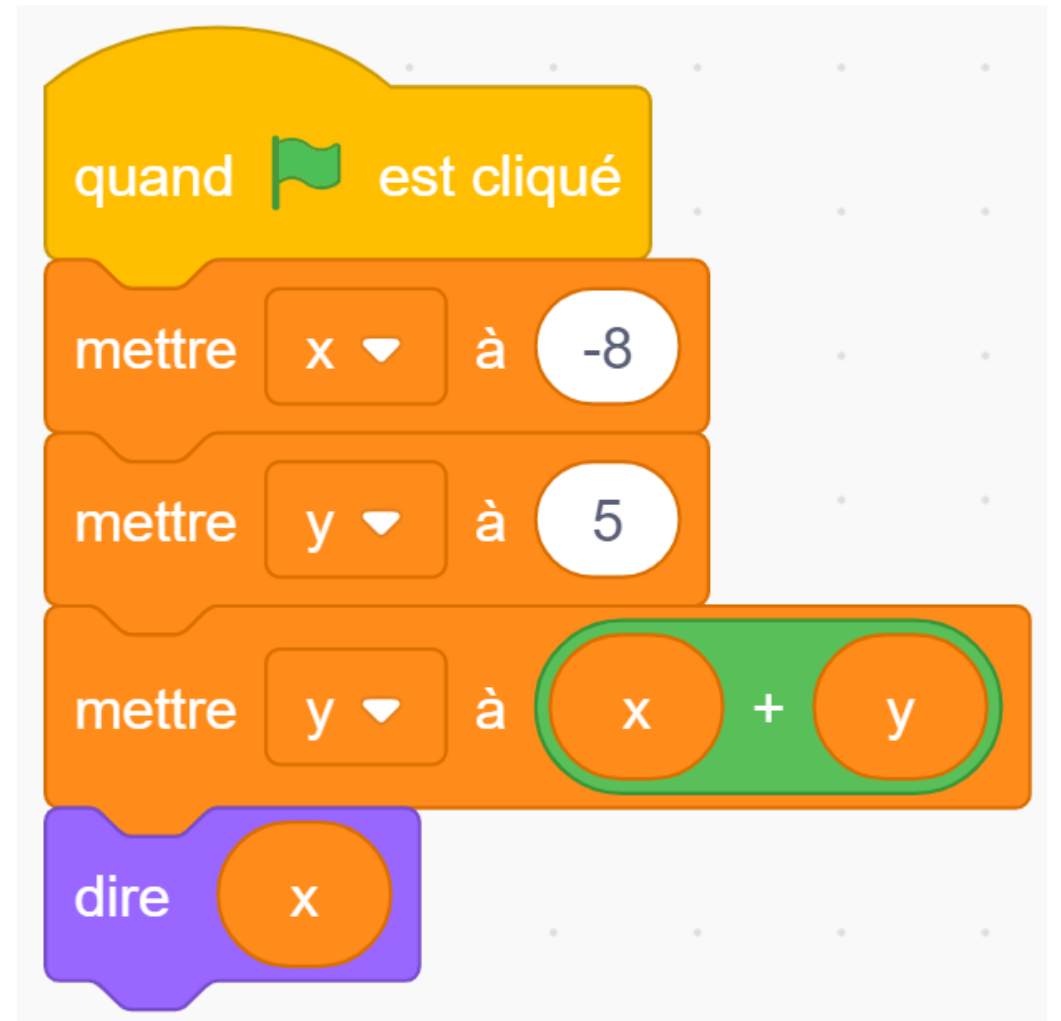 quand est cliqué
mettre x à -8
mettre y à 5
mettre y à x + y
dire x